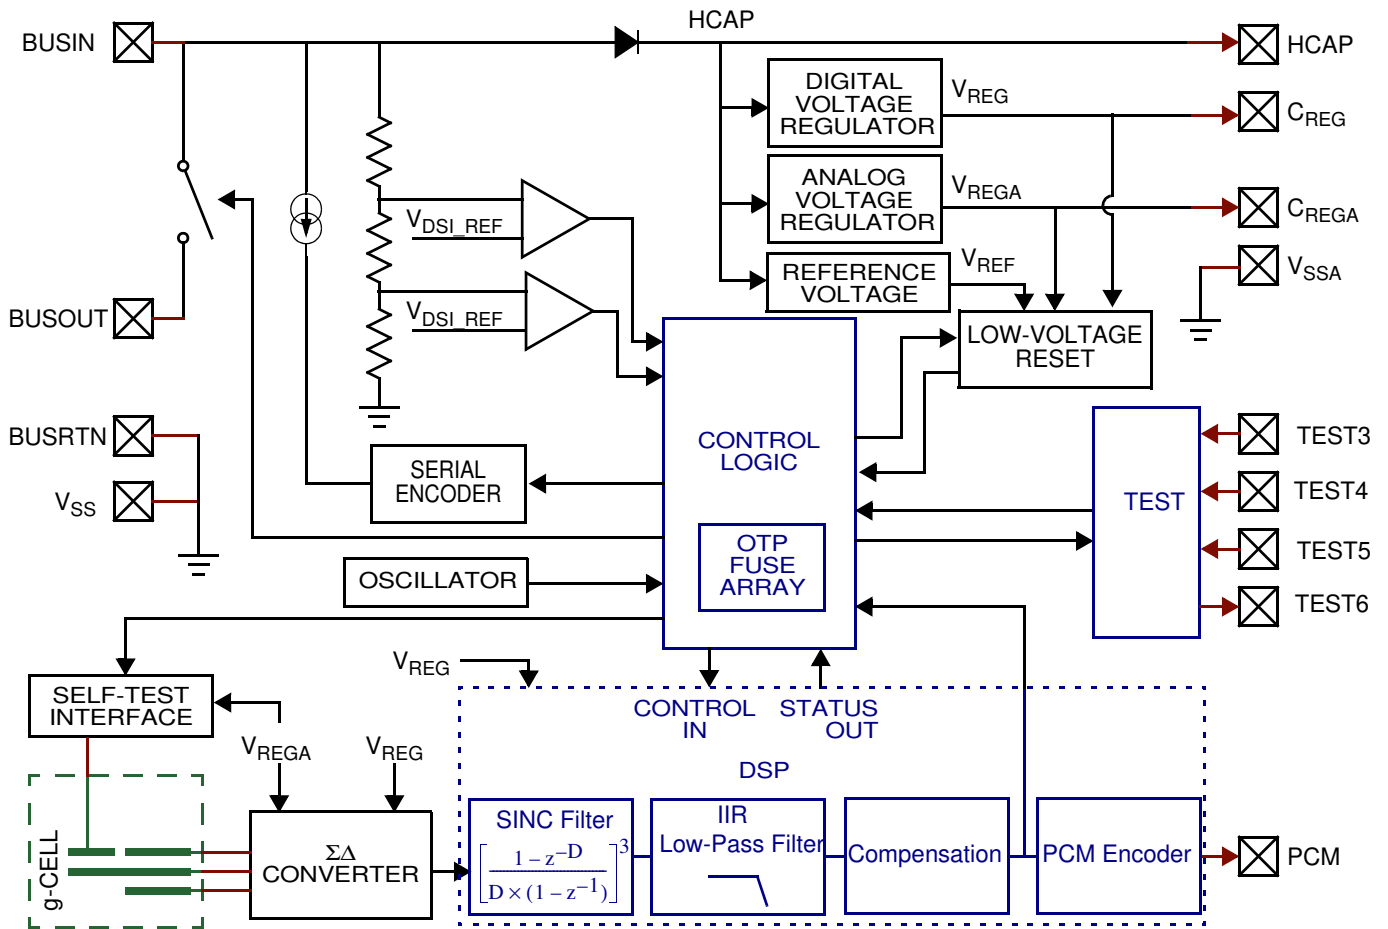 HCAP
BUSIN
HCAP
DIGITAL
VOLTAGE
REGULATOR
VREG
CREG
ANALOG
VOLTAGE
REGULATOR
VREGA
CREGA
VDSI_REF
REFERENCE
VOLTAGE
VREF
VSSA
BUSOUT
VDSI_REF
LOW-VOLTAGE
RESET
BUSRTN
VSS
SERIAL
ENCODER
CONTROL
LOGIC
TEST
TEST3
TEST4
TEST5
TEST6
OTP
FUSE
ARRAY
OSCILLATOR
VREG
SELF-TEST
INTERFACE
CONTROL
IN
STATUS
OUT
VREGA
VREG
DSP
g-CELL
ΣΔ
CONVERTER
SINC Filter
[(1 – z^–D) / (D × (1 – z^–1))]^3
IIR
Low-Pass Filter
Compensation
PCM Encoder
PCM